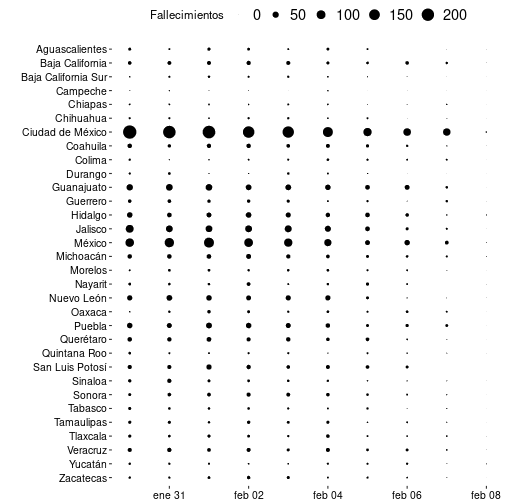 Fallecimientos 0 50 100 150 200
Aguascalientes
Baja California
Baja California Sur
Campeche
Chiapas
Chihuahua
Ciudad de México
Coahuila
Colima
Durango
Guanajuato
Guerrero
Hidalgo
Jalisco
México
Michoacán
Morelos
Nayarit
Nuevo León
Oaxaca
Puebla
Querétaro
Quintana Roo
San Luis Potosí
Sinaloa
Sonora
Tabasco
Tamaulipas
Tlaxcala
Veracruz
Yucatán
Zacatecas
ene 31 feb 02 feb 04 feb 06 feb 08